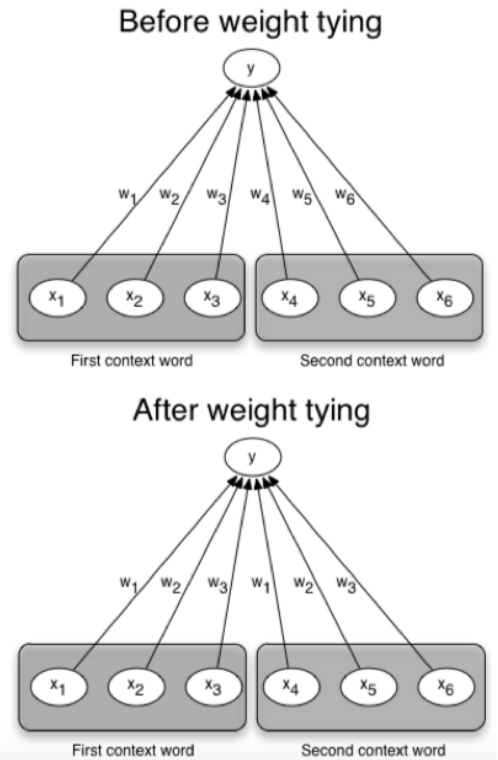 Before weight tying
y
w1 w2 w3 w4 w5 w6
x1 x2 x3 x4 x5 x6
First context word Second context word
After weight tying
y
w1 w2 w3 w1 w2 w3
x1 x2 x3 x4 x5 x6
First context word Second context word